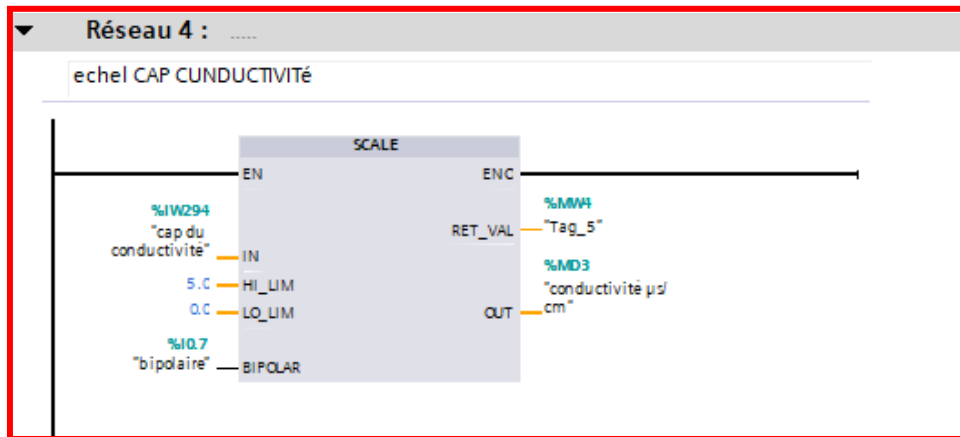 Réseau 4 : .....
echel CAP CUNDUCTIVITé
SCALE
EN ENC
%IW294
"cap du
conductivité"
IN
5.0
HI_LIM
0.0
LO_LIM
%I0.7
"bipolaire"
BIPOLAR
%MW4
RET_VAL
"Tag_5"
%MD3
"conductivité µs/
cm"
OUT